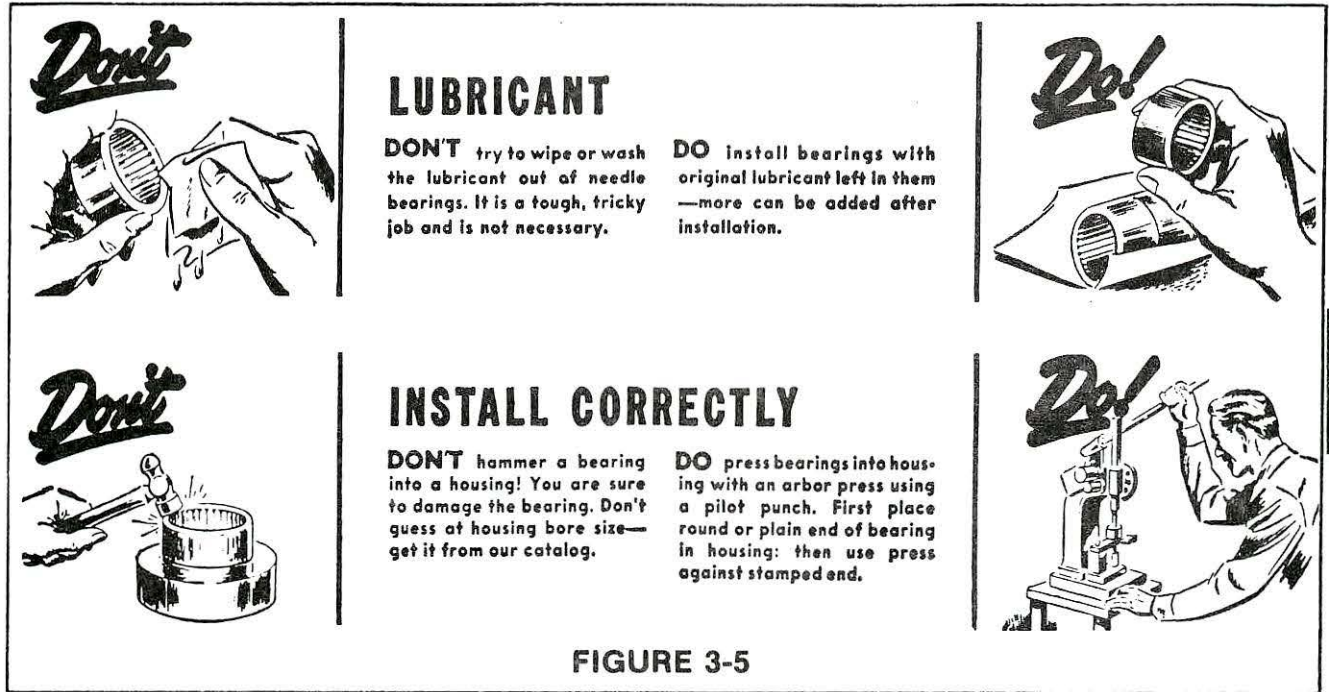 Don't
LUBRICANT
DON'T try to wipe or wash
the lubricant out of needle
bearings. It is a tough, tricky
job and is not necessary.
DO install bearings with
original lubricant left in them
—more can be added after
installation.
Do!
Don't
INSTALL CORRECTLY
DON'T hammer a bearing
into a housing! You are sure
to damage the bearing. Don't
guess at housing bore size—
get it from our catalog.
DO press bearings into hous-
ing with an arbor press using
a pilot punch. First place
round or plain end of bearing
in housing: then use press
against stamped end.
Do!
FIGURE 3-5